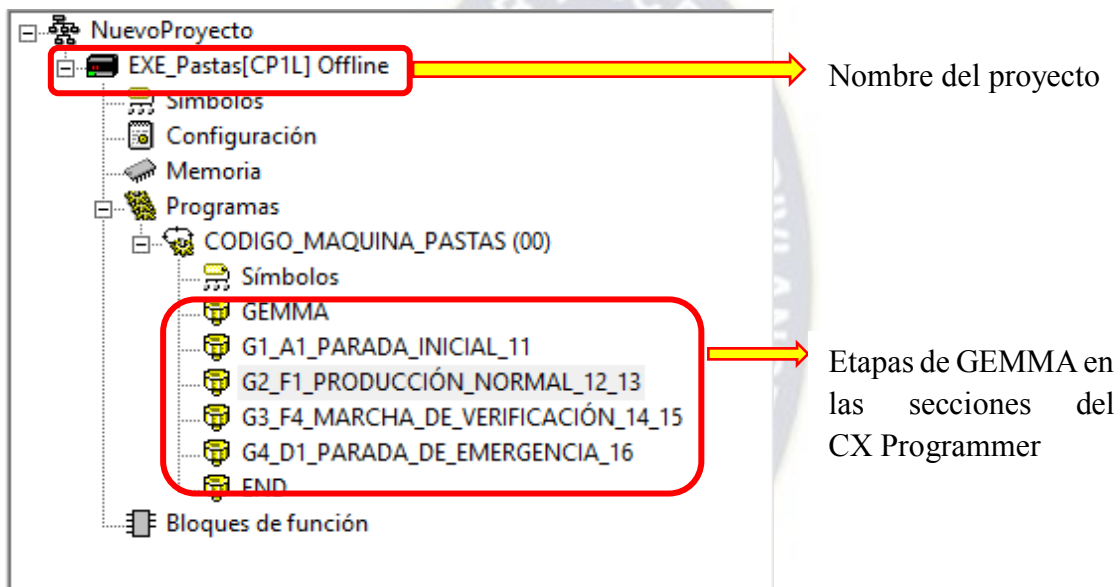 NuevoProyecto
EXE_Pastas[CP1L] Offline
Nombre del proyecto
Símbolos
Configuración
Memoria
Programas
CODIGO_MAQUINA_PASTAS (00)
Símbolos
GEMMA
G1_A1_PARADA_INICIAL_11
G2_F1_PRODUCCIÓN_NORMAL_12_13
G3_F4_MARCHA_DE_VERIFICACIÓN_14_15
G4_D1_PARADA_DE_EMERGENCIA_16
END
Bloques de función
Etapas de GEMMA en
las secciones del
CX Programmer